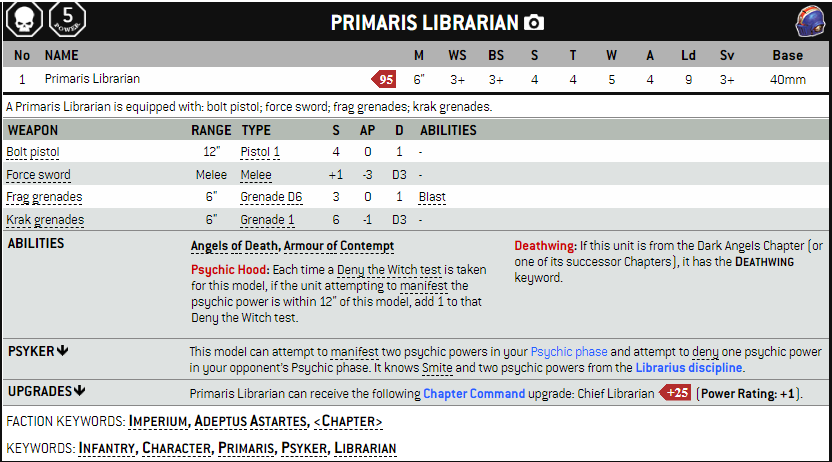 5
POWER
PRIMARIS LIBRARIAN
No NAME M WS BS S T W A Ld Sv Base
1 Primaris Librarian 95 6" 3+ 3+ 4 4 5 4 9 3+ 40mm
A Primaris Librarian is equipped with: bolt pistol; force sword; frag grenades; krak grenades.
WEAPON RANGE TYPE S AP D ABILITIES
Bolt pistol 12" Pistol 1 4 0 1 -
Force sword Melee Melee +1 -3 D3 -
Frag grenades 6" Grenade D6 3 0 1 Blast
Krak grenades 6" Grenade 1 6 -1 D3 -
ABILITIES
Angels of Death, Armour of Contempt
Psychic Hood: Each time a Deny the Witch test is taken
for this model, if the unit attempting to manifest the
psychic power is within 12" of this model, add 1 to that
Deny the Witch test.
Deathwing: If this unit is from the Dark Angels Chapter (or
one of its successor Chapters), it has the DEATHWING
keyword.
PSYKER This model can attempt to manifest two psychic powers in your Psychic phase and attempt to deny one psychic power
in your opponent's Psychic phase. It knows Smite and two psychic powers from the Librarius discipline.
UPGRADES Primaris Librarian can receive the following Chapter Command upgrade: Chief Librarian +25 (Power Rating: +1).
FACTION KEYWORDS: IMPERIUM, ADEPTUS ASTARTES, <CHAPTER>
KEYWORDS: INFANTRY, CHARACTER, PRIMARIS, PSYKER, LIBRARIAN